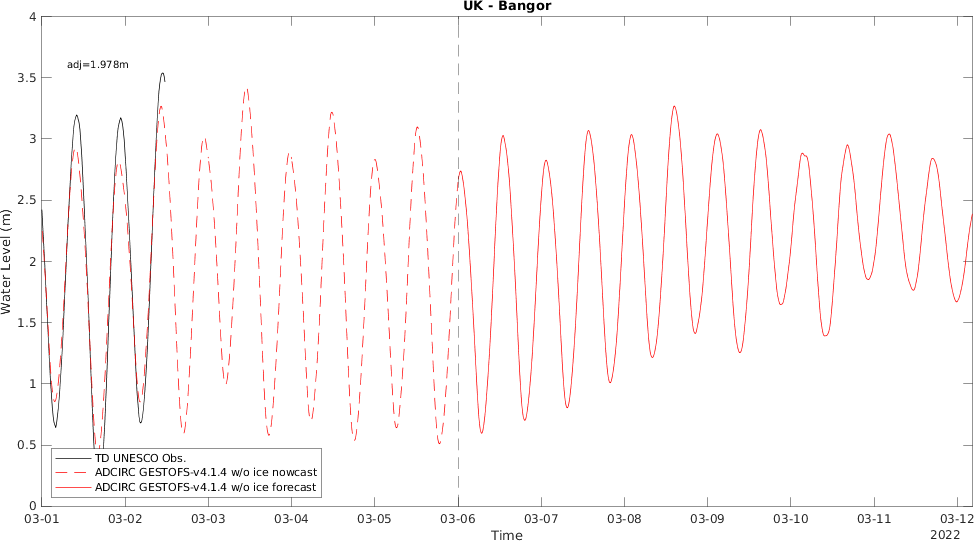 UK - Bangor
4
3.5
3
2.5
2
1.5
1
0.5
0
Water Level (m)
adj=1.978m
TD UNESCO Obs.
ADCIRC GESTOFS-v4.1.4 w/o ice nowcast
ADCIRC GESTOFS-v4.1.4 w/o ice forecast
03-01 03-02 03-03 03-04 03-05 03-06 03-07 03-08 03-09 03-10 03-11 03-12
Time
2022